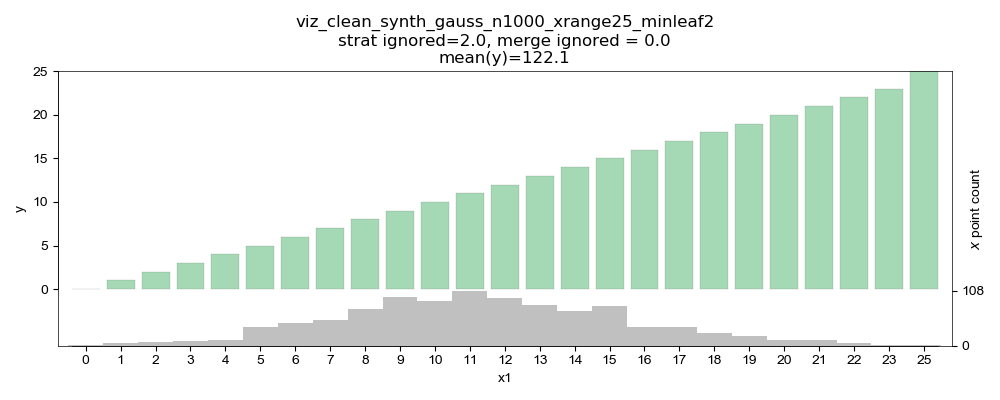 viz_clean_synth_gauss_n1000_xrange25_minleaf2
strat ignored=2.0, merge ignored = 0.0
mean(y)=122.1
25
20
15
10
5
0
y
x point count
108
0
0 1 2 3 4 5 6 7 8 9 10 11 12 13 14 15 16 17 18 19 20 21 22 23 25
x1